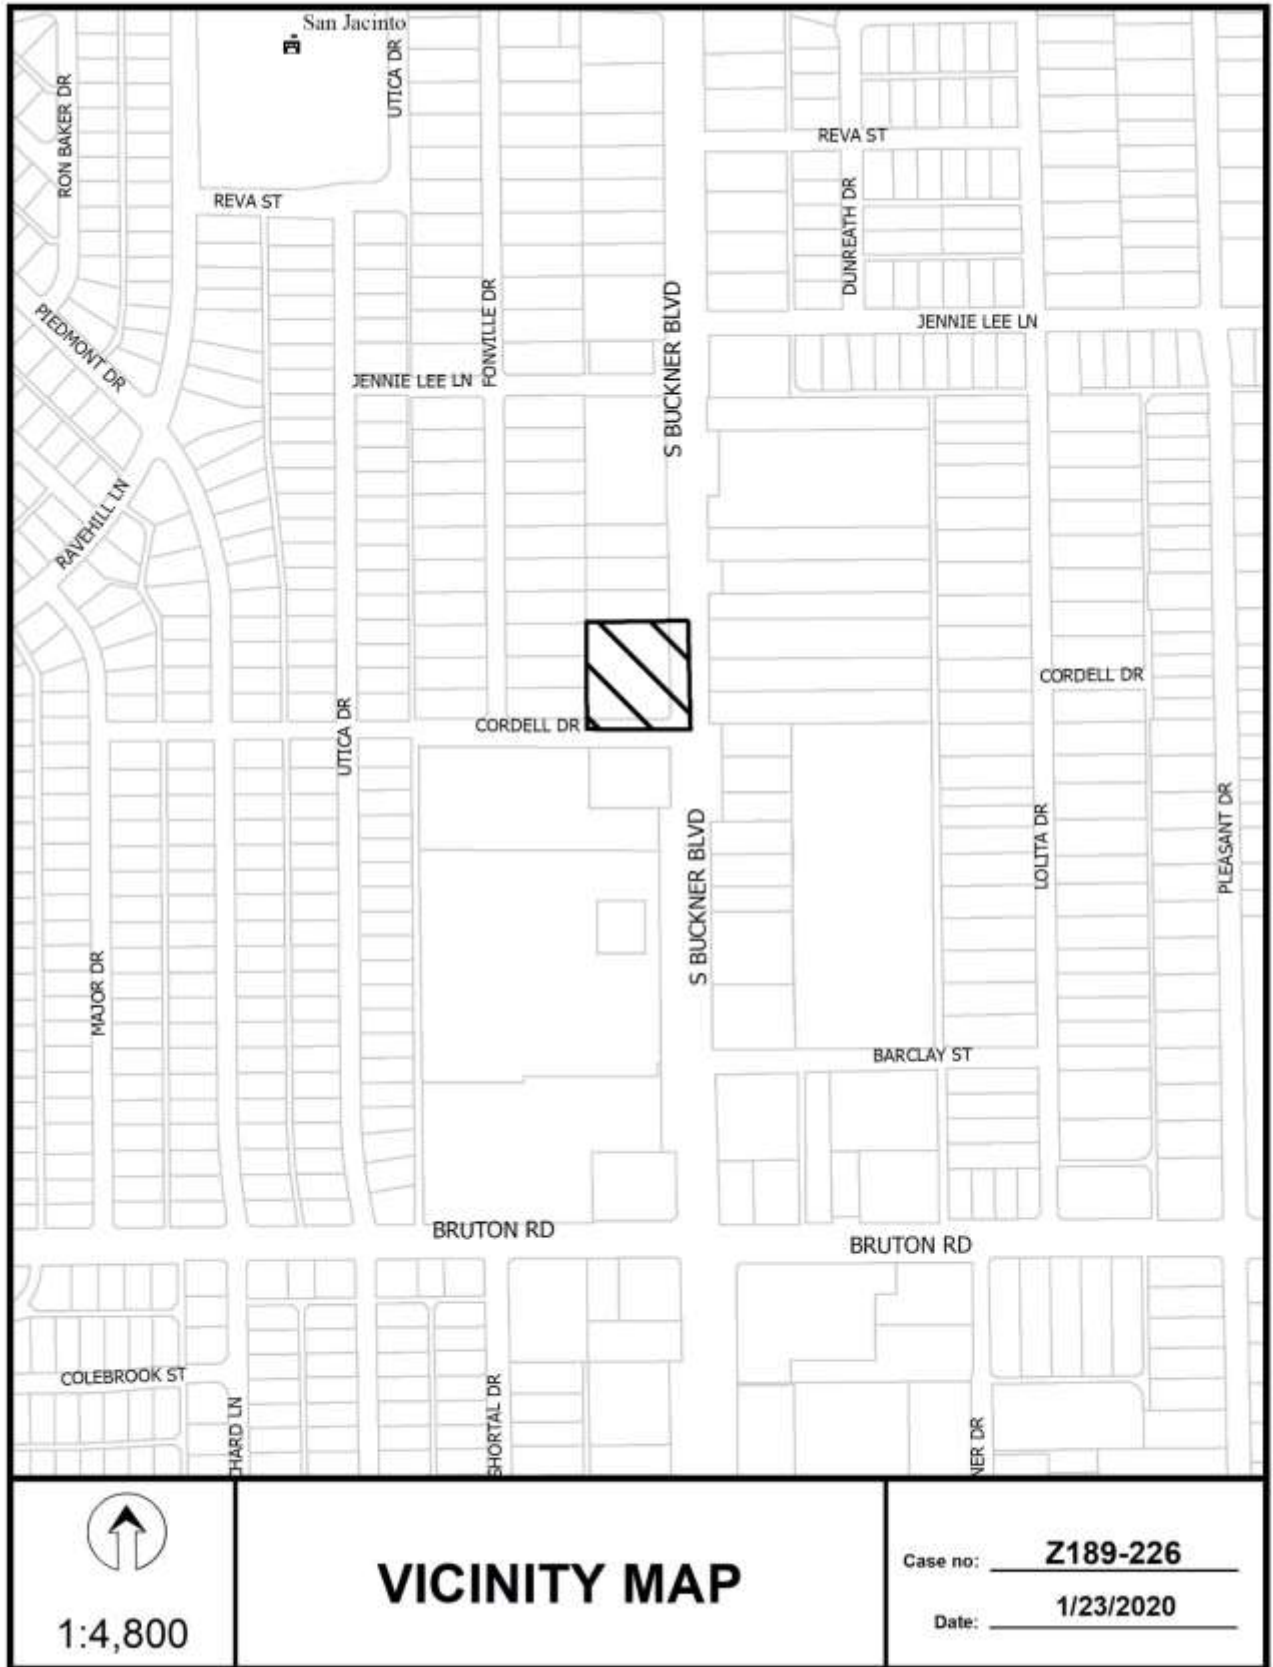 San Jacinto
UTICA DR
RON BAKER DR
REVA ST
REVA ST
DUNREATH DR
PIEDMONT DR
FONVILLE DR
S BUCKNER BLVD
JENNIE LEE LN
JENNIE LEE LN
RAVEHILL LN
CORDELL DR
CORDELL DR
UTICA DR
S BUCKNER BLVD
LOLITA DR
PLEASANT DR
MAJOR DR
BARCLAY ST
BRUTON RD
BRUTON RD
COLEBROOK ST
CHARD LN
SHORTAL DR
NER DR
1:4,800
VICINITY MAP
Case no: Z189-226
Date: 1/23/2020